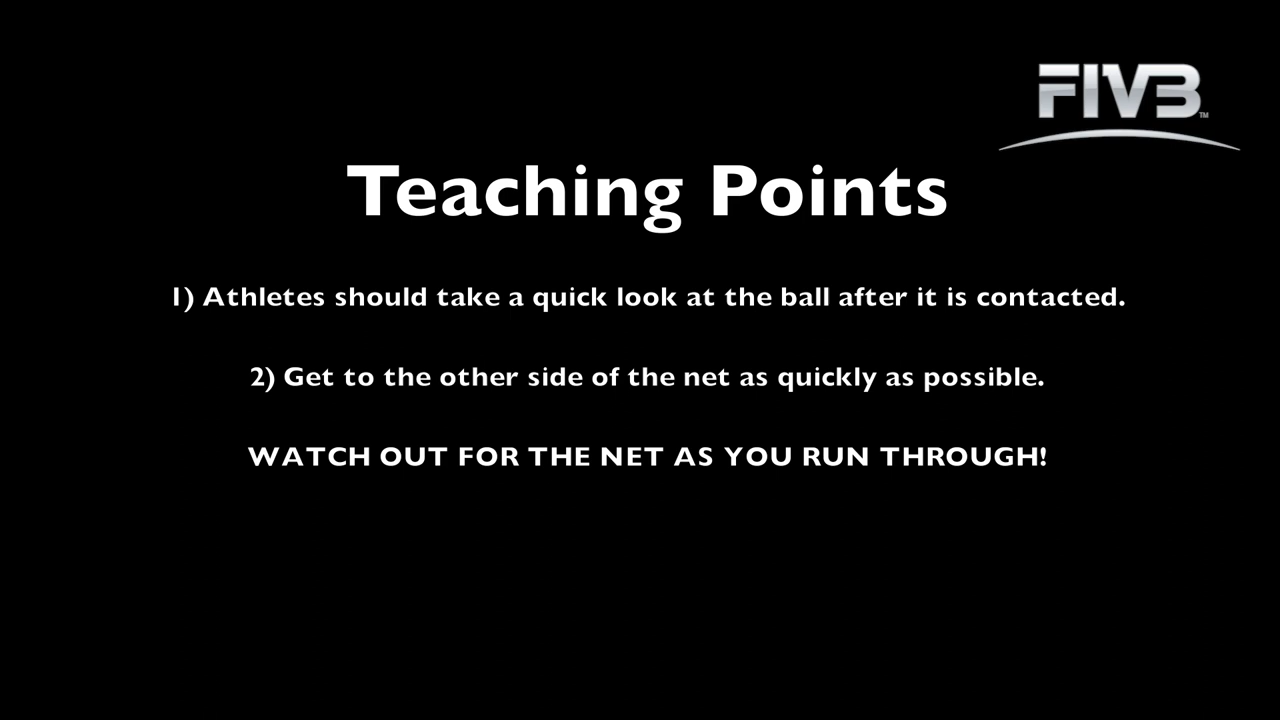 FIVB™
Teaching Points
1) Athletes should take a quick look at the ball after it is contacted.
2) Get to the other side of the net as quickly as possible.
WATCH OUT FOR THE NET AS YOU RUN THROUGH!